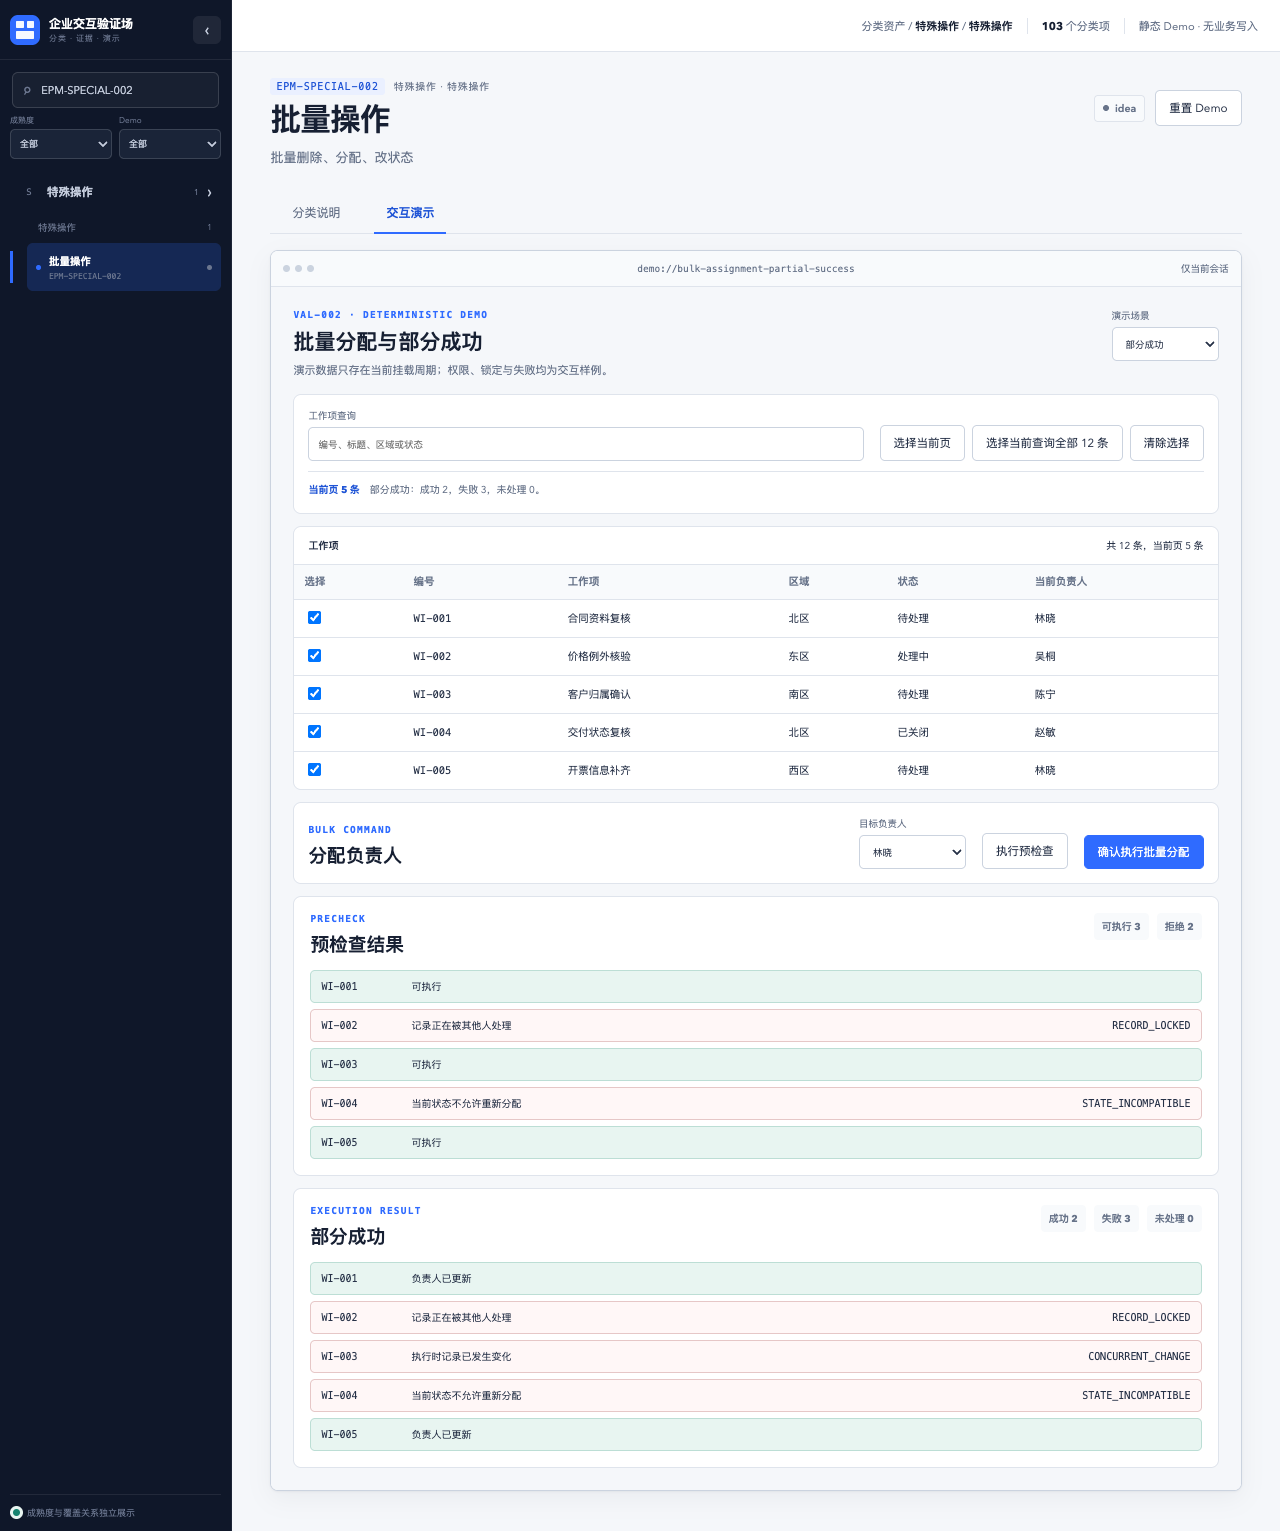 企业交互验证场
分类 · 证据 · 演示
EPM-SPECIAL-002
成熟度 Demo
全部 全部
S 特殊操作 1
特殊操作 1
批量操作
EPM-SPECIAL-002
成熟度与覆盖关系独立展示
分类资产 / 特殊操作 / 特殊操作 103 个分类项 静态 Demo · 无业务写入
EPM-SPECIAL-002 特殊操作 · 特殊操作
批量操作
批量删除、分配、改状态
idea 重置 Demo
分类说明 交互演示
demo://bulk-assignment-partial-success 仅当前会话
VAL-002 · DETERMINISTIC DEMO
批量分配与部分成功
演示数据只存在当前挂载周期；权限、锁定与失败均为交互样例。
演示场景
部分成功
工作项查询
编号、标题、区域或状态 选择当前页 选择当前查询全部 12 条 清除选择
当前页 5 条 部分成功：成功 2，失败 3，未处理 0。
工作项 共 12 条，当前页 5 条
选择 编号 工作项 区域 状态 当前负责人
WI-001 合同资料复核 北区 待处理 林晓
WI-002 价格例外核验 东区 处理中 吴桐
WI-003 客户归属确认 南区 待处理 陈宁
WI-004 交付状态复核 北区 已关闭 赵敏
WI-005 开票信息补齐 西区 待处理 林晓
BULK COMMAND
分配负责人
目标负责人
林晓 执行预检查 确认执行批量分配
PRECHECK
预检查结果
可执行 3 拒绝 2
WI-001 可执行
WI-002 记录正在被其他人处理 RECORD_LOCKED
WI-003 可执行
WI-004 当前状态不允许重新分配 STATE_INCOMPATIBLE
WI-005 可执行
EXECUTION RESULT
部分成功
成功 2 失败 3 未处理 0
WI-001 负责人已更新
WI-002 记录正在被其他人处理 RECORD_LOCKED
WI-003 执行时记录已发生变化 CONCURRENT_CHANGE
WI-004 当前状态不允许重新分配 STATE_INCOMPATIBLE
WI-005 负责人已更新